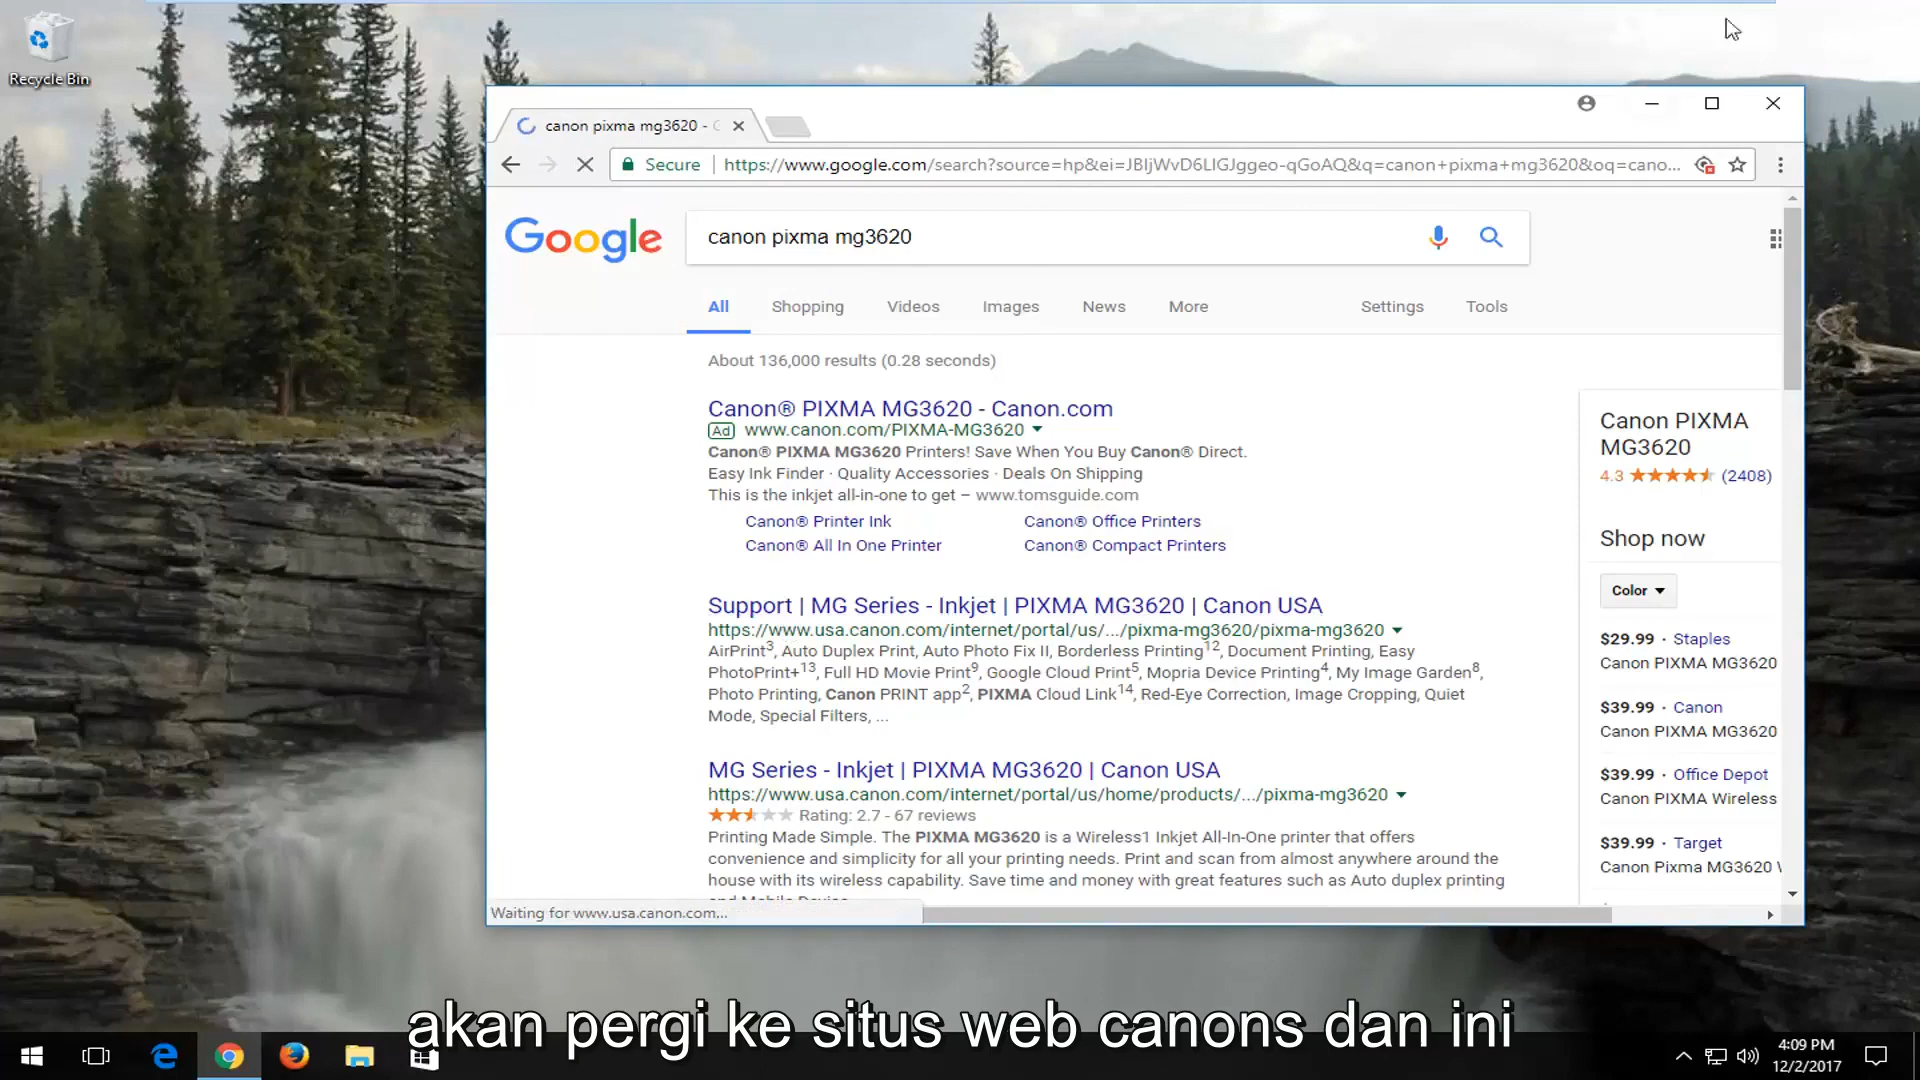 Recycle Bin
canon pixma mg3620 -
Secure
https://www.google.com/search?source=hp&ei=JBIjWvD6LIGJggeo-qGoAQ&q=canon+pixma+mg3620&oq=cano...
Google
canon pixma mg3620
All Shopping Videos Images News More Settings Tools
About 136,000 results (0.28 seconds)
Canon® PIXMA MG3620 - Canon.com
Ad www.canon.com/PIXMA-MG3620
Canon® PIXMA MG3620 Printers! Save When You Buy Canon® Direct.
Easy Ink Finder · Quality Accessories · Deals On Shipping
This is the inkjet all-in-one to get – www.tomsguide.com
Canon® Printer Ink Canon® Office Printers
Canon® All In One Printer Canon® Compact Printers
Support | MG Series - Inkjet | PIXMA MG3620 | Canon USA
https://www.usa.canon.com/internet/portal/us/.../pixma-mg3620/pixma-mg3620
AirPrint3, Auto Duplex Print, Auto Photo Fix II, Borderless Printing12, Document Printing, Easy
PhotoPrint+13, Full HD Movie Print9, Google Cloud Print5, Mopria Device Printing4, My Image Garden8,
Photo Printing, Canon PRINT app2, PIXMA Cloud Link14, Red-Eye Correction, Image Cropping, Quiet
Mode, Special Filters, ...
MG Series - Inkjet | PIXMA MG3620 | Canon USA
https://www.usa.canon.com/internet/portal/us/home/products/.../pixma-mg3620
Rating: 2.7 - 67 reviews
Printing Made Simple. The PIXMA MG3620 is a Wireless1 Inkjet All-In-One printer that offers
convenience and simplicity for all your printing needs. Print and scan from almost anywhere around the
house with its wireless capability. Save time and money with great features such as Auto duplex printing
and Mobile Device
Canon PIXMA
MG3620
4.3 (2408)
Shop now
Color
$29.99 · Staples
Canon PIXMA MG3620
$39.99 · Canon
Canon PIXMA MG3620
$39.99 · Office Depot
Canon PIXMA Wireless
$39.99 · Target
Canon Pixma MG3620
Waiting for www.usa.canon.com...
akan pergi ke situs web canons dan ini
4:09 PM
12/2/2017